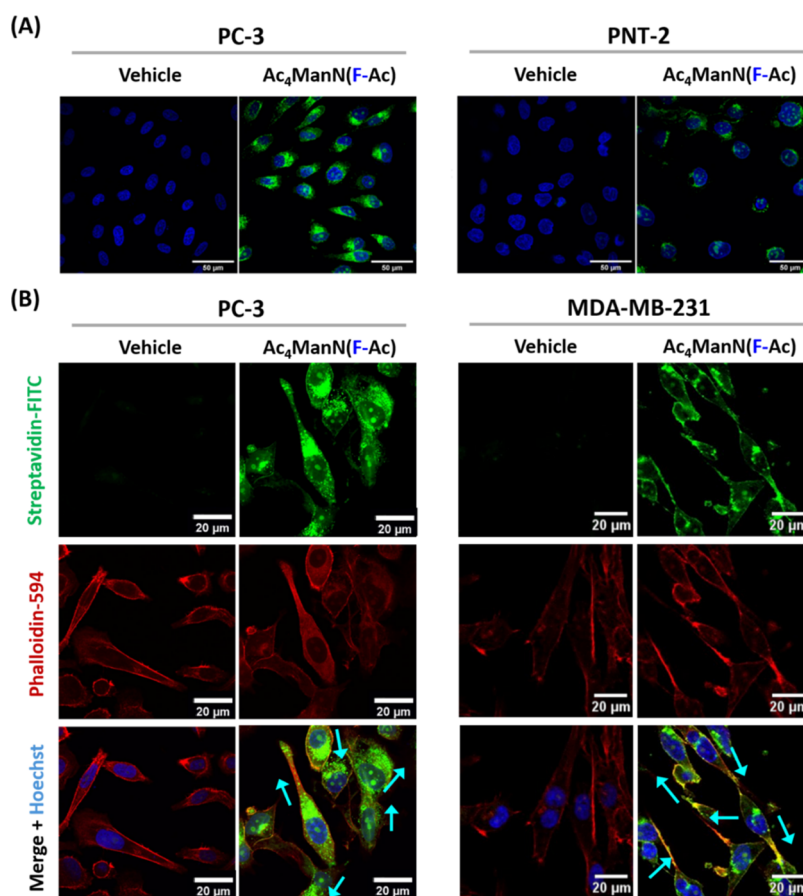 (A)
PC-3 PNT-2
Vehicle Ac₄ManN(F-Ac) Vehicle Ac₄ManN(F-Ac)
50 µm 50 µm 50 µm 50 µm
(B)
PC-3 MDA-MB-231
Vehicle Ac₄ManN(F-Ac) Vehicle Ac₄ManN(F-Ac)
Streptavidin-FITC
20 µm 20 µm 20 µm 20 µm
Phalloidin-594
20 µm 20 µm 20 µm 20 µm
Merge + Hoechst
20 µm 20 µm 20 µm 20 µm